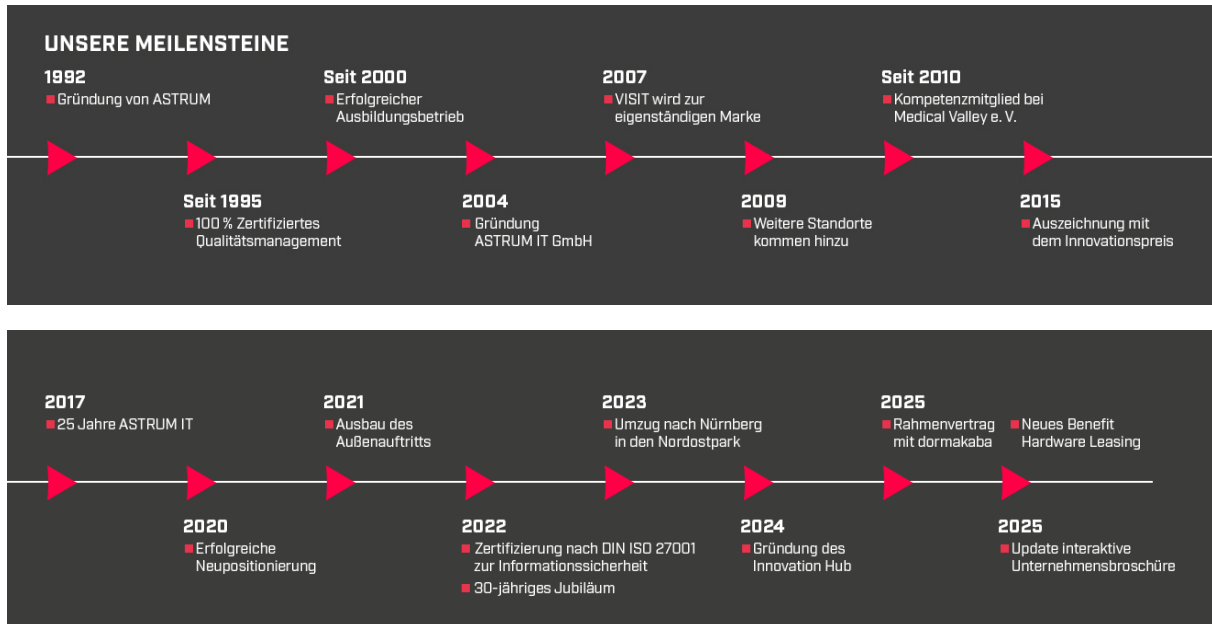 UNSERE MEILENSTEINE
1992
Gründung von ASTRUM
Seit 1995
100 % Zertifiziertes
Qualitätsmanagement
Seit 2000
Erfolgreicher
Ausbildungsbetrieb
2004
Gründung
ASTRUM IT GmbH
2007
VISIT wird zur
eigenständigen Marke
2009
Weitere Standorte
kommen hinzu
Seit 2010
Kompetenzmitglied bei
Medical Valley e. V.
2015
Auszeichnung mit
dem Innovationspreis
2017
25 Jahre ASTRUM IT
2020
Erfolgreiche
Neupositionierung
2021
Ausbau des
Außenauftritts
2022
Zertifizierung nach DIN ISO 27001
zur Informationssicherheit
30-jähriges Jubiläum
2023
Umzug nach Nürnberg
in den Nordostpark
2024
Gründung des
Innovation Hub
2025
Rahmenvertrag
mit dormakaba
Neues Benefit
Hardware Leasing
2025
Update interaktive
Unternehmensbroschüre